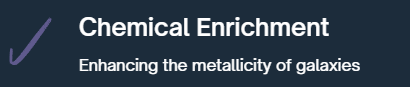 Chemical Enrichment
Enhancing the metallicity of galaxies